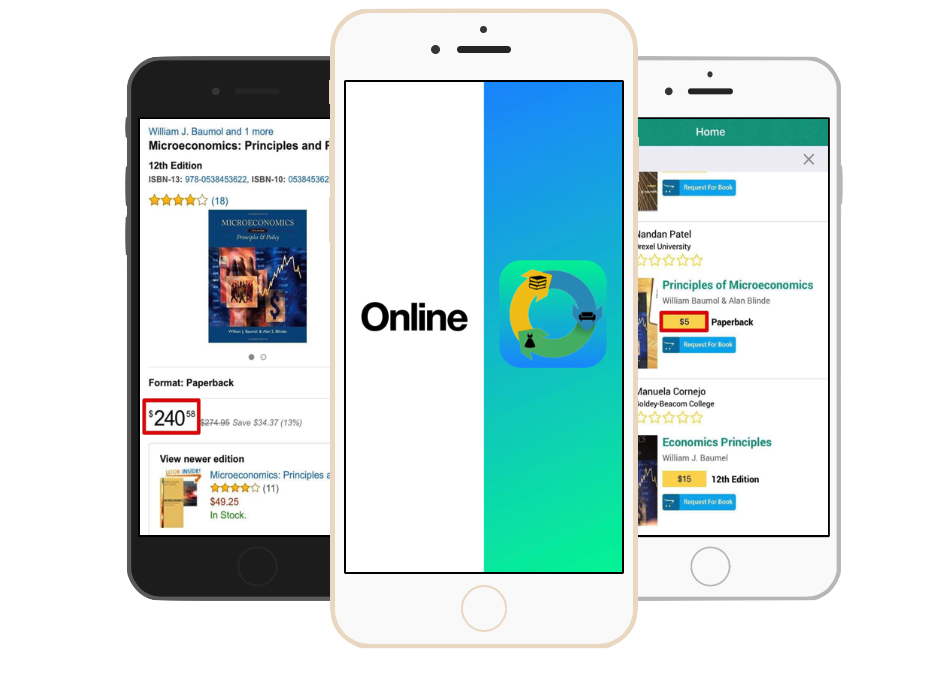 William J. Baumol and 1 more
Microeconomics: Principles and
12th Edition
ISBN-13: 978-0538453622, ISBN-10: 053845362
(18)
MICROECONOMICS
Principles & Policy
William J. Baumol & Alan S. Blinder
Format: Paperback
$240 58
$274.95 Save $34.37 (13%)
View newer edition
LOOK INSIDE!
Microeconomics: Principles a
(11)
$49.25
In Stock.
Online
Home
Request For Book
Nandan Patel
Drexel University
Principles of Microeconomics
William Baumol & Alan Blinde
$5 Paperback
Request For Book
Manuela Cornejo
Goldey-Beacom College
Economics Principles
William J. Baumel
$15 12th Edition
Request For Book